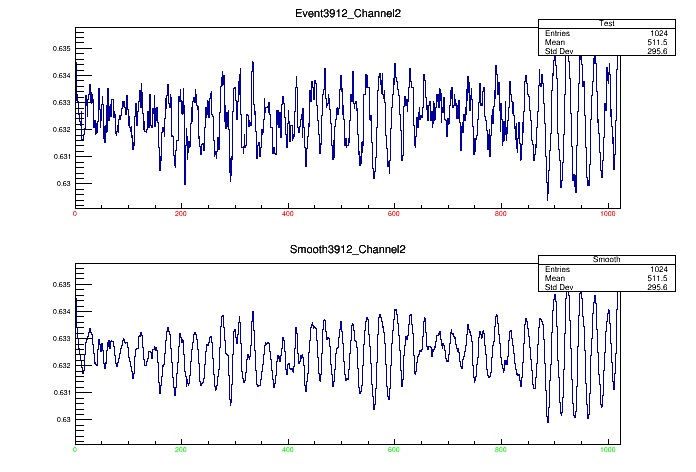 Event3912_Channel2
Test
Entries 1024
Mean 511.5
Std Dev 295.6
0.635
0.634
0.633
0.632
0.631
0.63
0 200 400 600 800 1000
Smooth3912_Channel2
Smooth
Entries 1024
Mean 511.5
Std Dev 295.6
0.635
0.634
0.633
0.632
0.631
0.63
0 200 400 600 800 1000